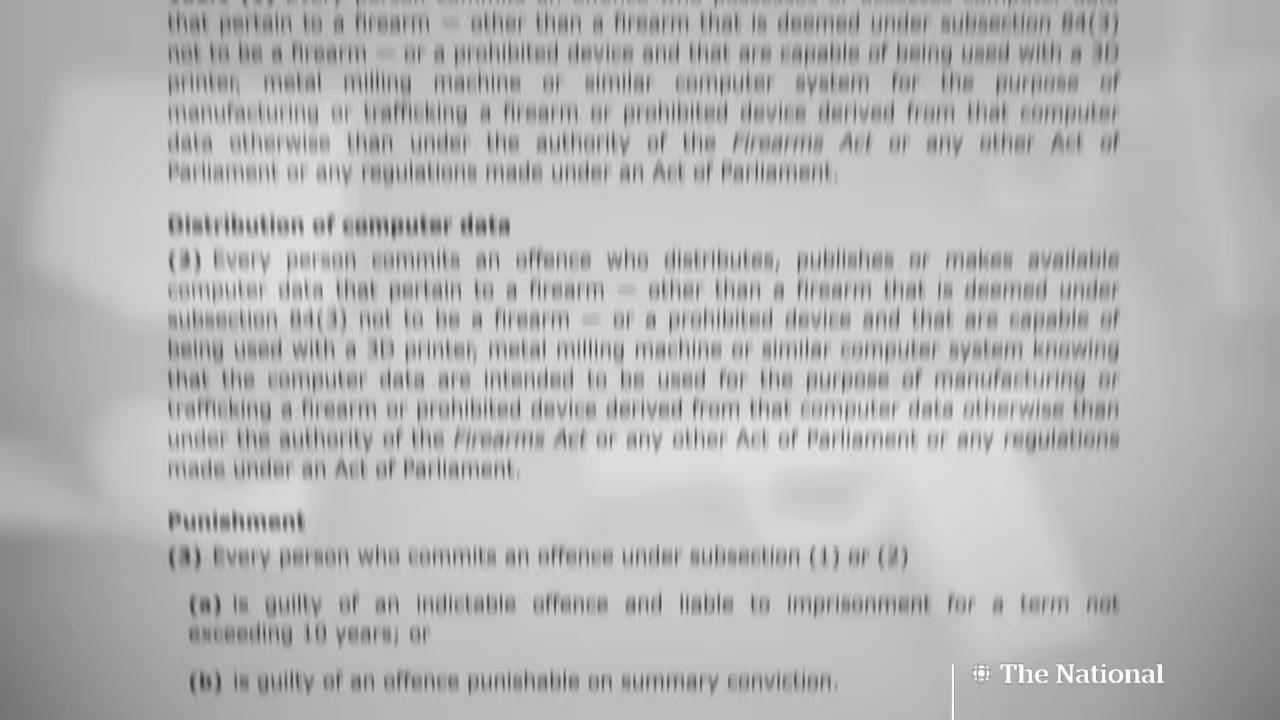 that pertain to a firearm — other than a firearm that is deemed under subsection 84(3)
not to be a firearm — or a prohibited device and that are capable of being used with a 3D
printer, metal milling machine or similar computer system for the purpose of
manufacturing or trafficking a firearm or prohibited device derived from that computer
data otherwise than under the authority of the Firearms Act or any other Act of
Parliament or any regulations made under an Act of Parliament.
Distribution of computer data
(2) Every person commits an offence who distributes, publishes or makes available
computer data that pertain to a firearm — other than a firearm that is deemed under
subsection 84(3) not to be a firearm — or a prohibited device and that are capable of
being used with a 3D printer, metal milling machine or similar computer system knowing
that the computer data are intended to be used for the purpose of manufacturing or
trafficking a firearm or prohibited device derived from that computer data otherwise than
under the authority of the Firearms Act or any other Act of Parliament or any regulations
made under an Act of Parliament.
Punishment
(3) Every person who commits an offence under subsection (1) or (2)
(a) is guilty of an indictable offence and liable to imprisonment for a term not
exceeding 10 years; or
(b) is guilty of an offence punishable on summary conviction.
The National